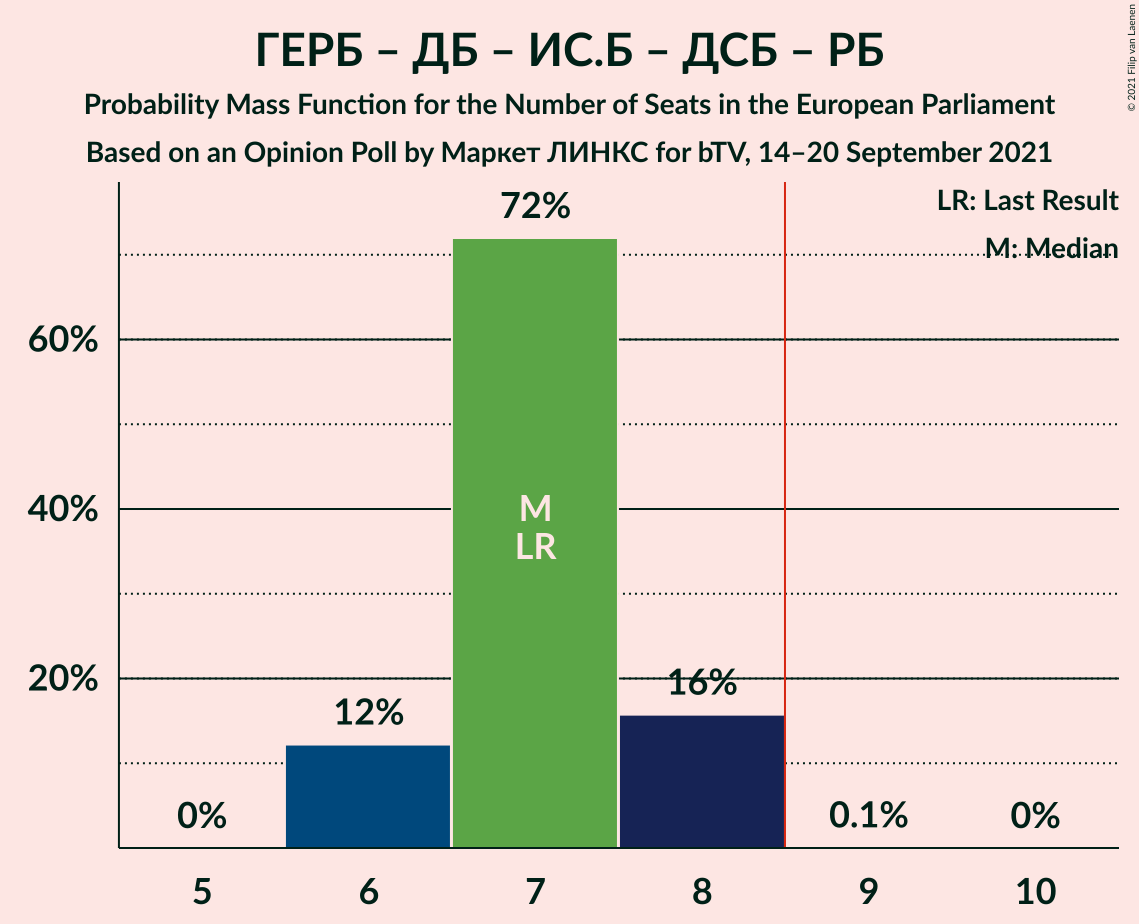 ГЕРБ – ДБ – ИС.Б – ДСБ – РБ
Probability Mass Function for the Number of Seats in the European Parliament
Based on an Opinion Poll by Маркет ЛИНКС for bTV, 14–20 September 2021
© 2021 Filip van Laenen
LR: Last Result
M: Median
72%
60%
40%
20%
M
LR
0%
12%
16%
0.1%
0%
5
6
7
8
9
10